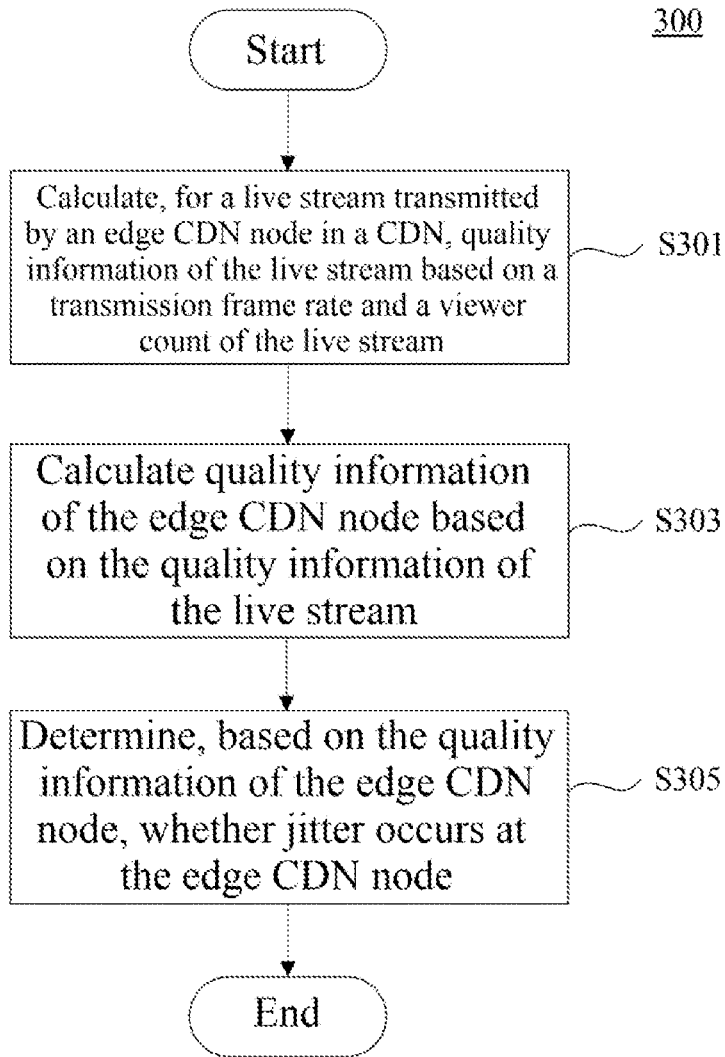 300
Start
Calculate, for a live stream transmitted
by an edge CDN node in a CDN, quality
information of the live stream based on a
transmission frame rate and a viewer
count of the live stream
S301
Calculate quality information
of the edge CDN node based
on the quality information of
the live stream
S303
Determine, based on the quality
information of the edge CDN
node, whether jitter occurs at
the edge CDN node
S305
End